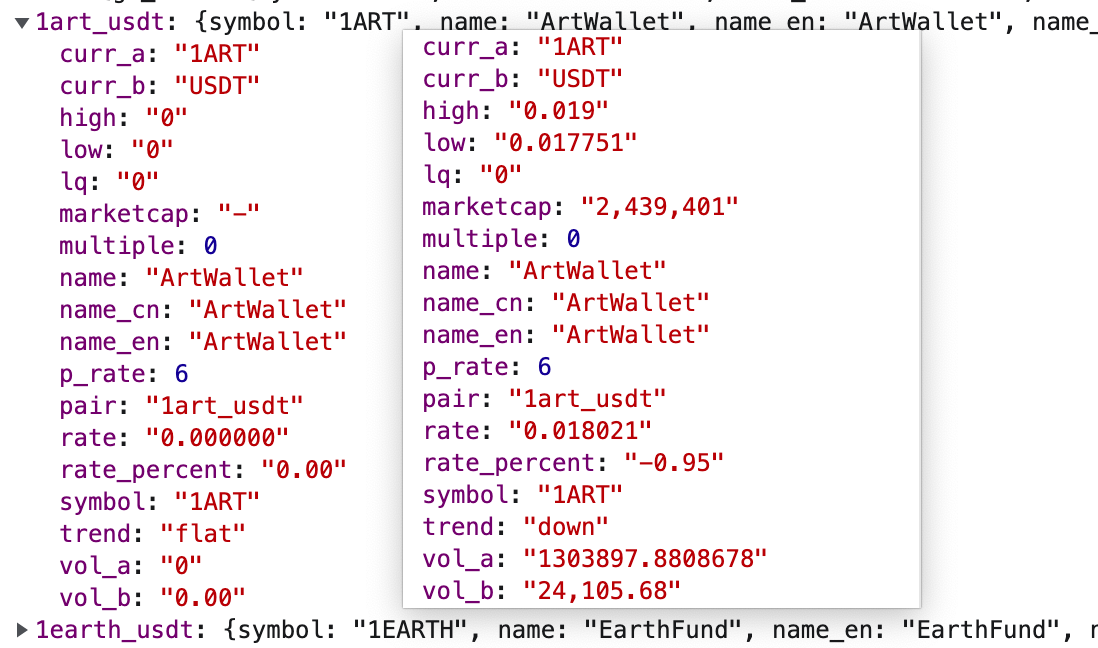 ▼1art_usdt: {symbol: "1ART", name: "ArtWallet", name_en: "ArtWallet", name_
curr_a: "1ART"
curr_b: "USDT"
high: "0"
low: "0"
lq: "0"
marketcap: "-"
multiple: 0
name: "ArtWallet"
name_cn: "ArtWallet"
name_en: "ArtWallet"
p_rate: 6
pair: "1art_usdt"
rate: "0.000000"
rate_percent: "0.00"
symbol: "1ART"
trend: "flat"
vol_a: "0"
vol_b: "0.00"
curr_a: "1ART"
curr_b: "USDT"
high: "0.019"
low: "0.017751"
lq: "0"
marketcap: "2,439,401"
multiple: 0
name: "ArtWallet"
name_cn: "ArtWallet"
name_en: "ArtWallet"
p_rate: 6
pair: "1art_usdt"
rate: "0.018021"
rate_percent: "-0.95"
symbol: "1ART"
trend: "down"
vol_a: "1303897.8808678"
vol_b: "24,105.68"
▶1earth_usdt: {symbol: "1EARTH", name: "EarthFund", name_en: "EarthFund", n